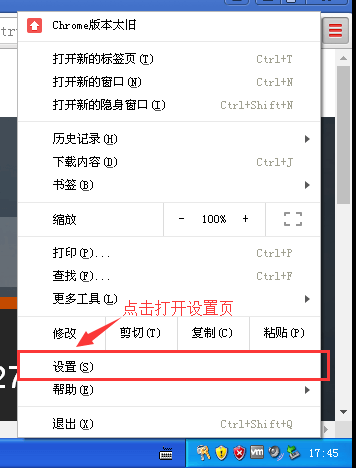 Chrome版本太旧
打开新的标签页(T) Ctrl+T
打开新的窗口(N) Ctrl+N
打开新的隐身窗口(I) Ctrl+Shift+N
历史记录(H)
下载内容(D) Ctrl+J
书签(B)
缩放 - 100% +
打印(P)... Ctrl+P
查找(F)... Ctrl+F
更多工具(L)
点击打开设置页
修改 剪切(T) 复制(C) 粘贴(P)
设置(S)
27
帮助(E)
退出(X) Ctrl+Shift+Q
vm 17:45